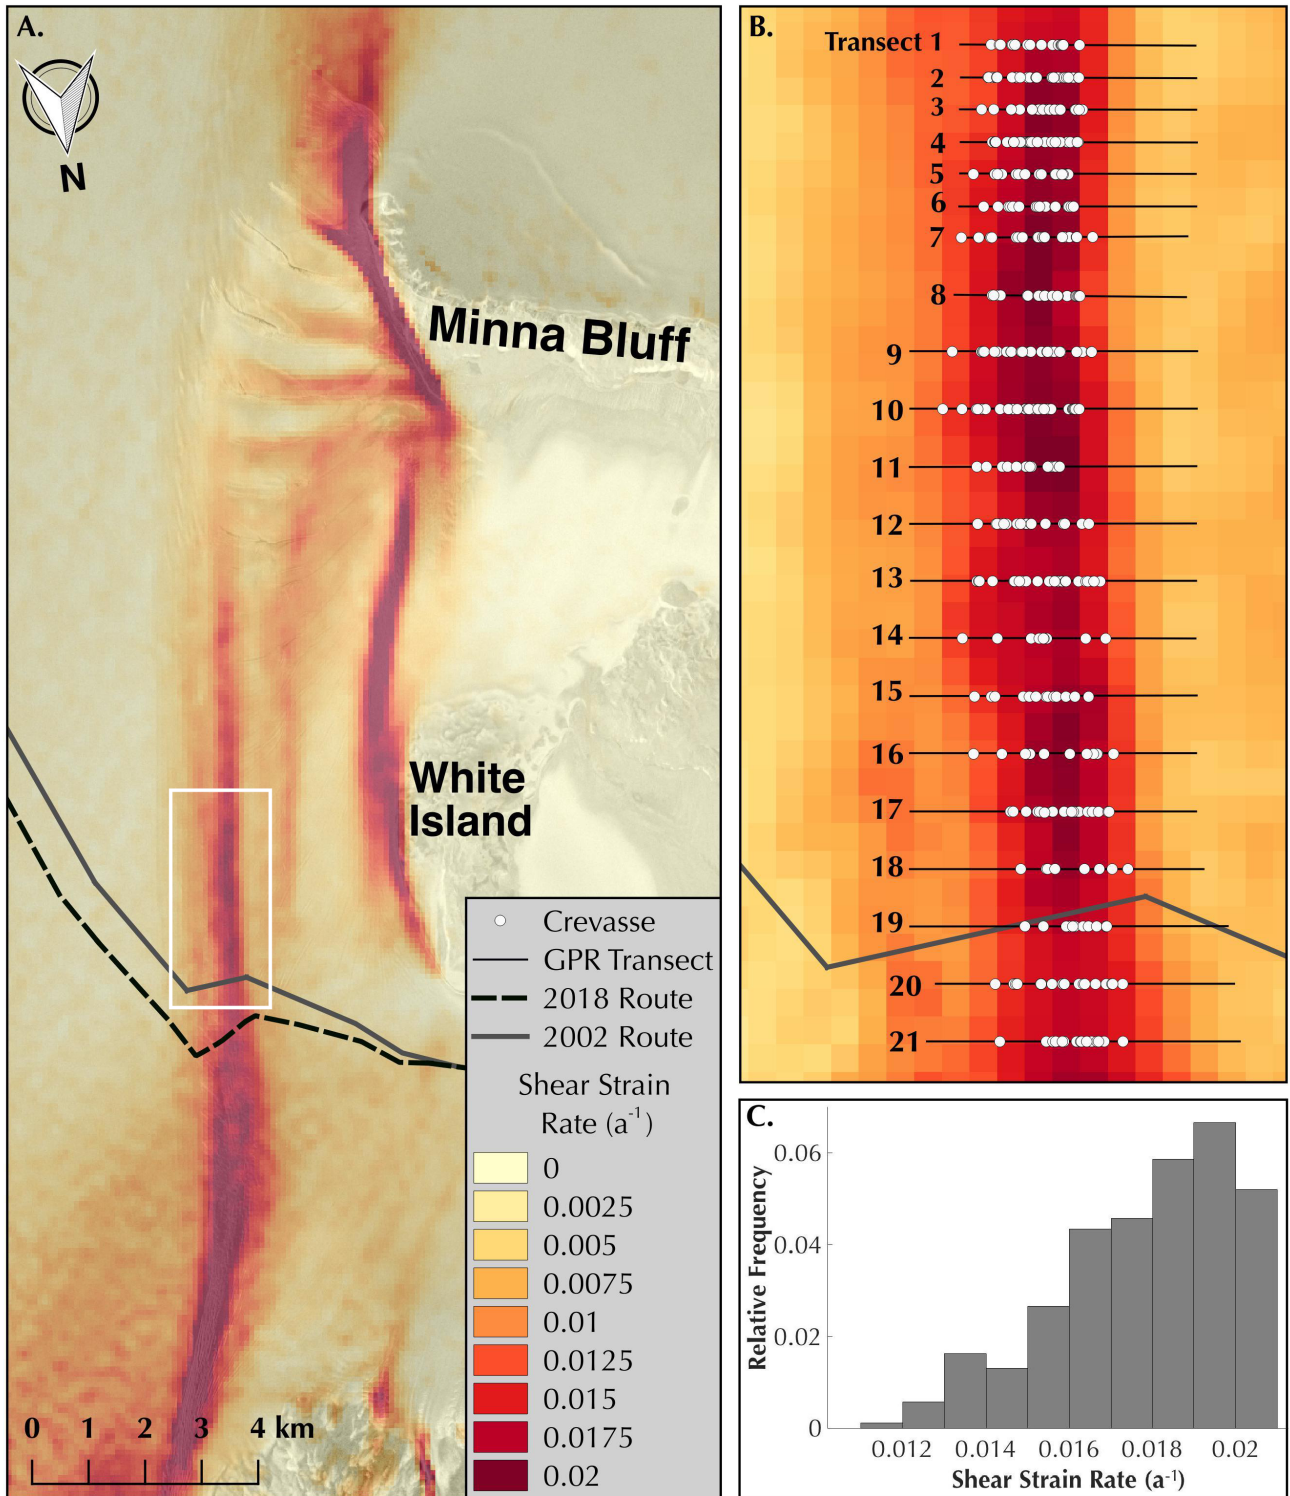 A.
N
Minna Bluff
White
Island
Crevasse
GPR Transect
2018 Route
2002 Route
Shear Strain
Rate (a⁻¹)
0
0.0025
0.005
0.0075
0.01
0.0125
0.015
0.0175
0.02
0 1 2 3 4 km
B.
Transect 1
2
3
4
5
6
7
8
9
10
11
12
13
14
15
16
17
18
19
20
21
C.
Relative Frequency
0.06
0.04
0.02
0
0.012 0.014 0.016 0.018 0.02
Shear Strain Rate (a⁻¹)